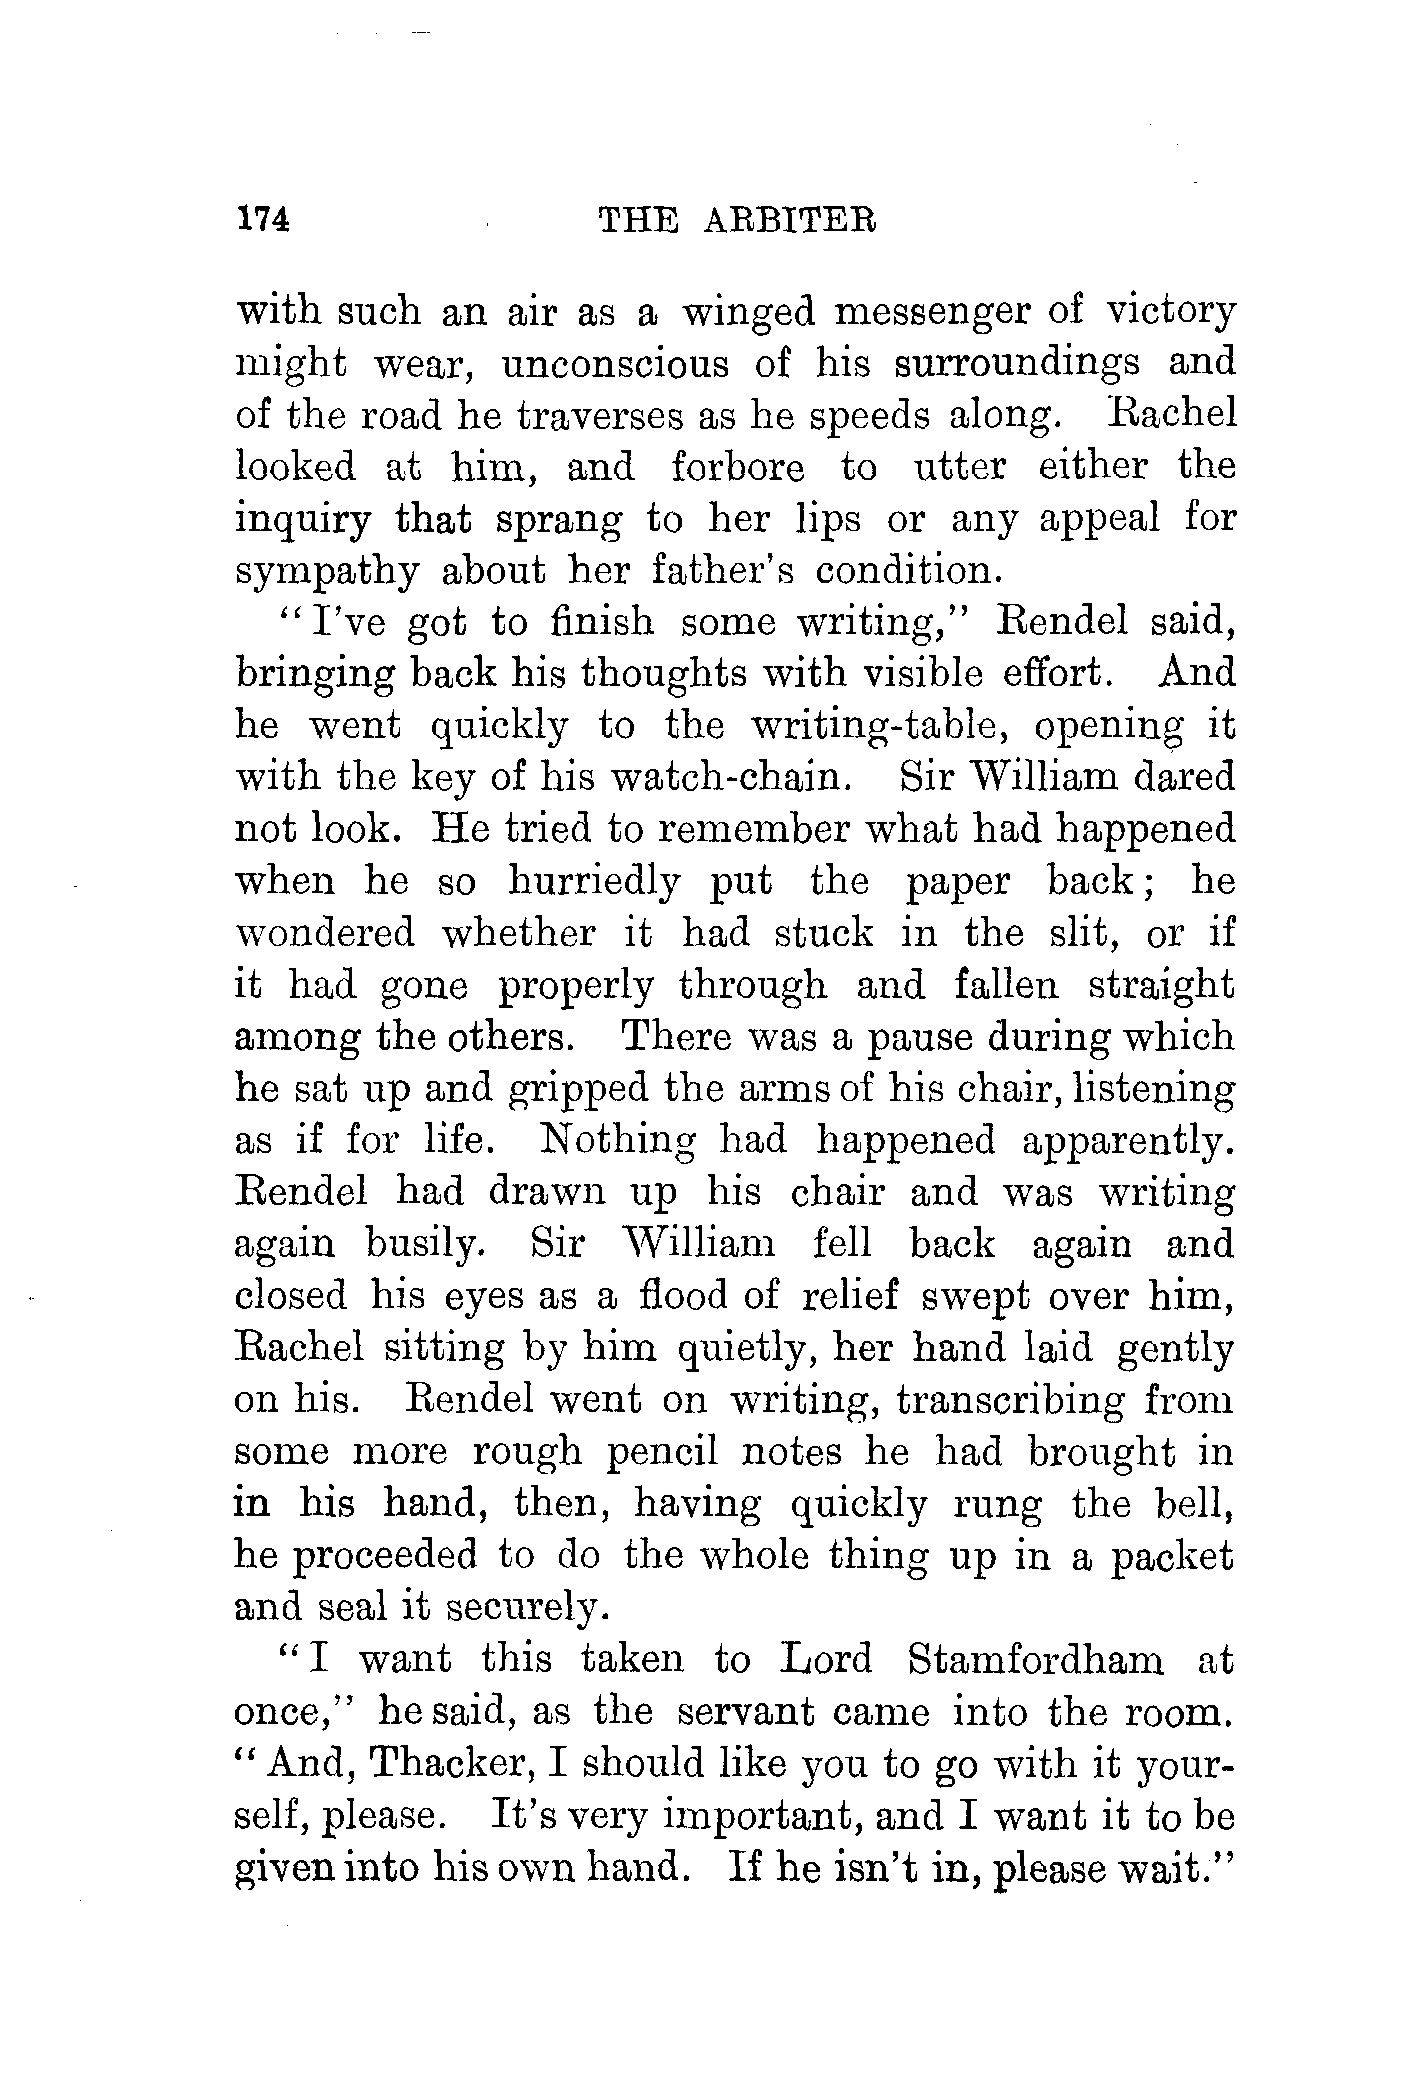 174 THE ARBITER
with such an air as a winged messenger of victory
might wear, unconscious of his surroundings and
of the road he traverses as he speeds along. Rachel
looked at him, and forbore to utter either the
inquiry that sprang to her lips or any appeal for
sympathy about her father's condition.
"I've got to finish some writing," Rendel said,
bringing back his thoughts with visible effort. And
he went quickly to the writing-table, opening it
with the key of his watch-chain. Sir William dared
not look. He tried to remember what had happened
when he so hurriedly put the paper back; he
wondered whether it had stuck in the slit, or if
it had gone properly through and fallen straight
among the others. There was a pause during which
he sat up and gripped the arms of his chair, listening
as if for life. Nothing had happened apparently.
Rendel had drawn up his chair and was writing
again busily. Sir William fell back again and
closed his eyes as a flood of relief swept over him,
Rachel sitting by him quietly, her hand laid gently
on his. Rendel went on writing, transcribing from
some more rough pencil notes he had brought in
in his hand, then, having quickly rung the bell,
he proceeded to do the whole thing up in a packet
and seal it securely.
"I want this taken to Lord Stamfordham at
once," he said, as the servant came into the room.
"And, Thacker, I should like you to go with it your-
self, please. It's very important, and I want it to be
given into his own hand. If he isn't in, please wait."